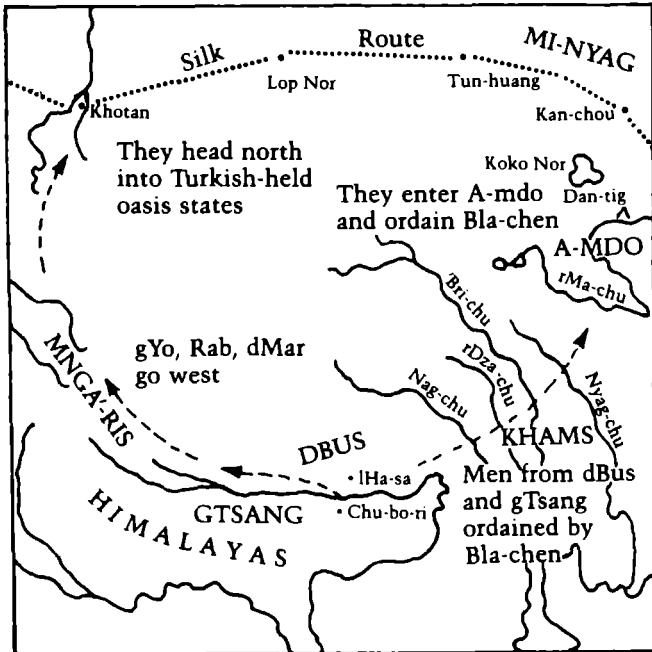 Silk
Route
MI-NYAG
Lop Nor
Tun-huang
Khotan
Kan-chou
They head north
into Turkish-held
oasis states
Koko Nor
They enter A-mdo
and ordain Bla-chen
Dan-tig
A-MDO
rMa-chu
'Bri-chu
rDza-chu
Nag-chu
Nyag-chu
gYo, Rab, dMar
go west
MNGA'-RIS
KHAMS
DBUS
lHa-sa
Men from dBus
and gTsang
ordained by
Bla-chen
GTSANG
Chu-bo-ri
HIMALAYAS